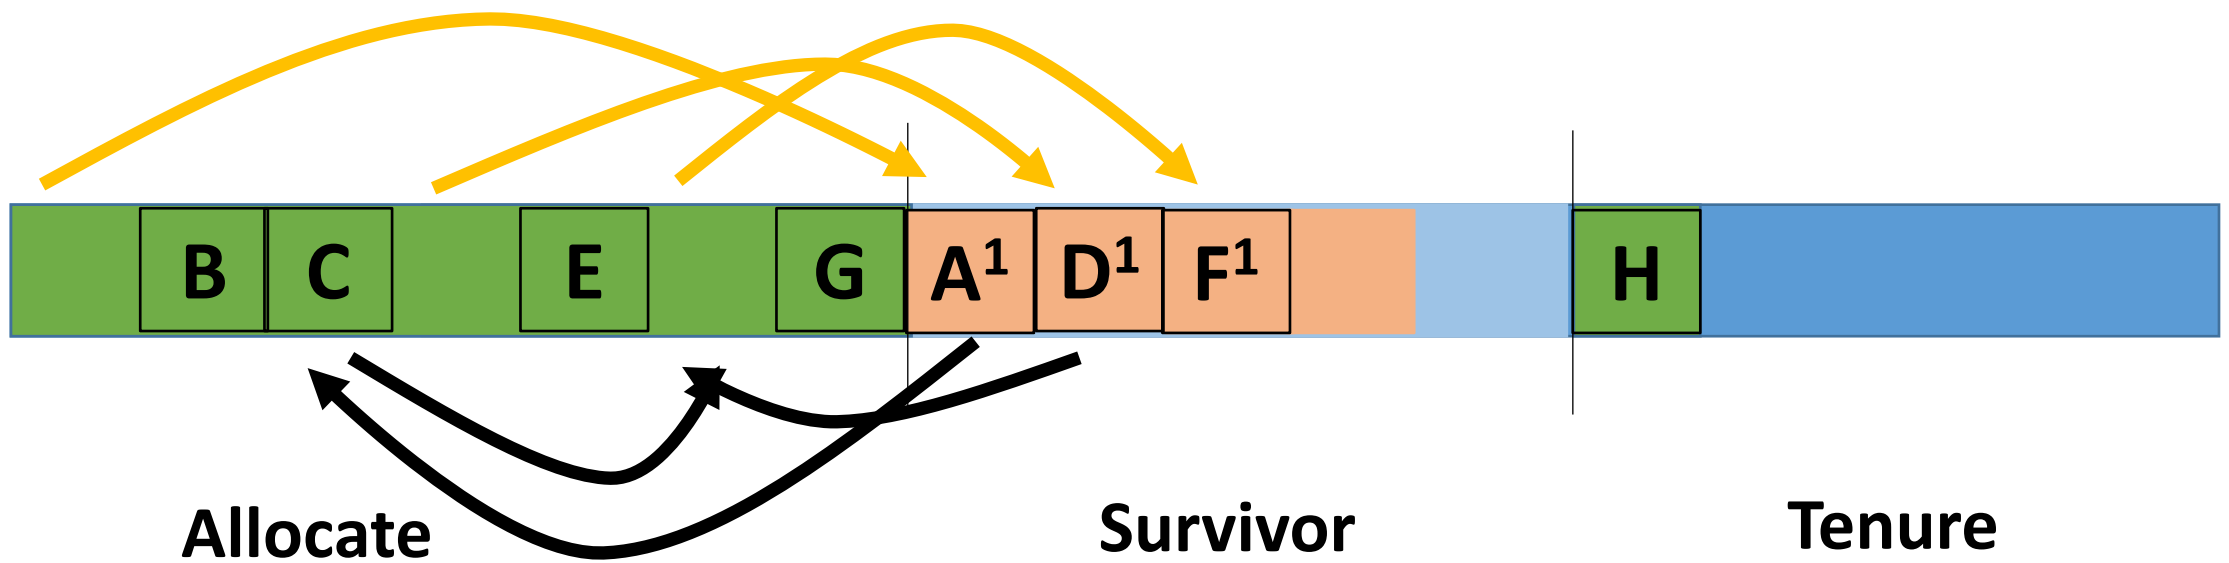 B C E G A¹ D¹ F¹ H
Allocate Survivor Tenure